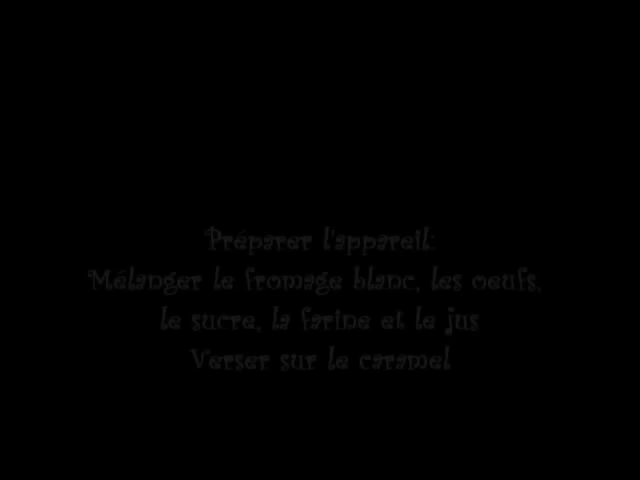 Préparer l'appareil:
Mélanger le fromage blanc, les oeufs,
le sucre, la farine et le jus
Verser sur le caramel